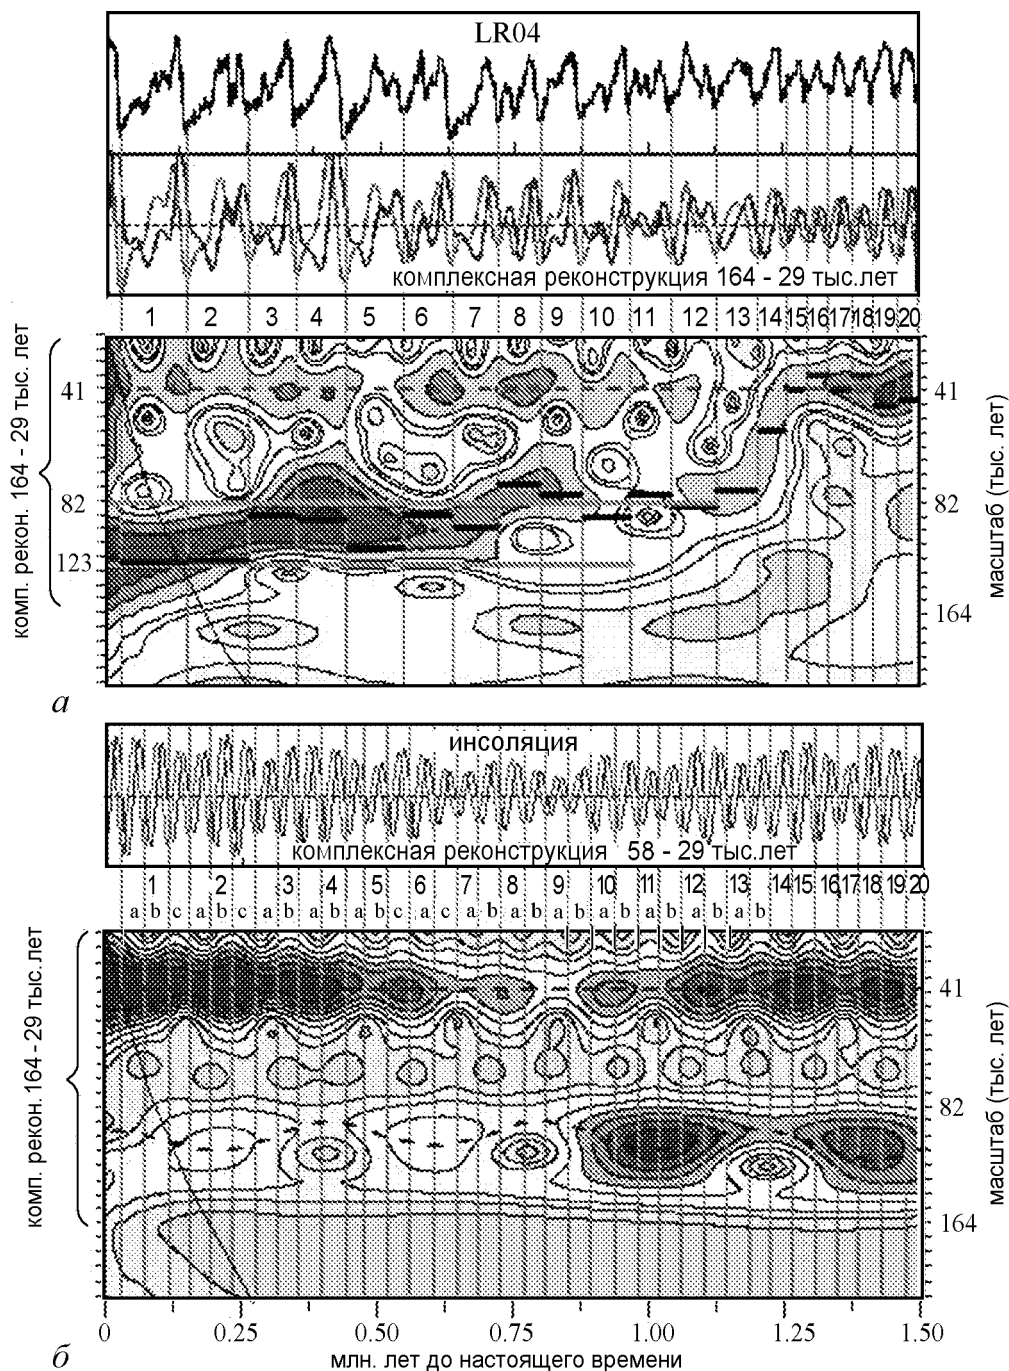 LR04
комплексная реконструкция 164 - 29 тыс.лет
1 2 3 4 5 6 7 8 9 10 11 12 13 14 15 16 17 18 19 20
комп. рекон. 164 - 29 тыс. лет
41
82
123
41
82
164
масштаб (тыс. лет)
а
инсоляция
комплексная реконструкция 58 - 29 тыс.лет
1 2 3 4 5 6 7 8 9 10 11 12 13 14 15 16 17 18 19 20
a b c a b c a b a b a b c a c a b a b a b a b a b a b a b
комп. рекон. 164 - 29 тыс.лет
41
82
164
масштаб (тыс. лет)
0 0.25 0.50 0.75 1.00 1.25 1.50
б
млн. лет до настоящего времени